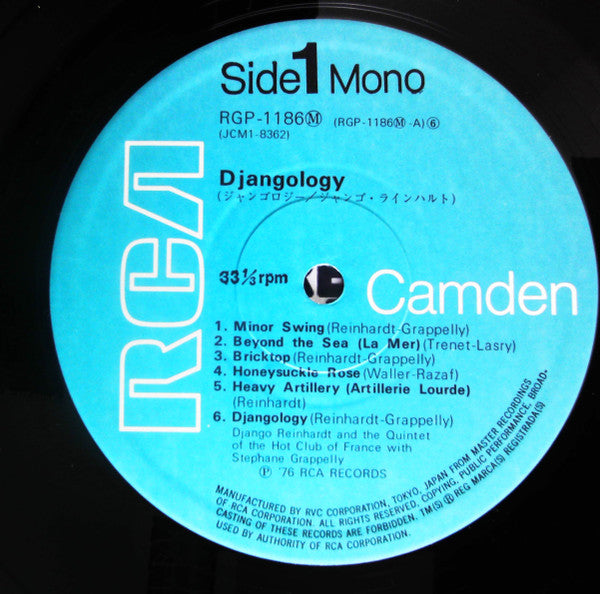 Side 1 Mono
RGP-1186Ⓜ (RGP-1186Ⓜ-A)⑥
(JCM1-8362)
Djangology
(ジャンゴロジー/ジャンゴ・ラインハルト)
RCA
33⅓rpm
Camden
1. Minor Swing (Reinhardt-Grappelly)
2. Beyond the Sea (La Mer) (Trenet-Lasry)
3. Bricktop (Reinhardt-Grappelly)
4. Honeysuckle Rose (Waller-Razaf)
5. Heavy Artillery (Artillerie Lourde)
(Reinhardt)
6. Djangology (Reinhardt-Grappelly)
Django Reinhardt and the Quintet
of the Hot Club of France with
Stephane Grappelly
Ⓟ '76 RCA RECORDS
MANUFACTURED BY RVC CORPORATION, TOKYO, JAPAN FROM MASTER RECORDINGS
OF RCA CORPORATION. ALL RIGHTS RESERVED, COPYING, PUBLIC PERFORMANCE, BROAD-
CASTING OF THESE RECORDS ARE FORBIDDEN. TM(S) Ⓡ REG MARCA(S) REGISTRADA(S)
USED BY AUTHORITY OF RCA CORPORATION.